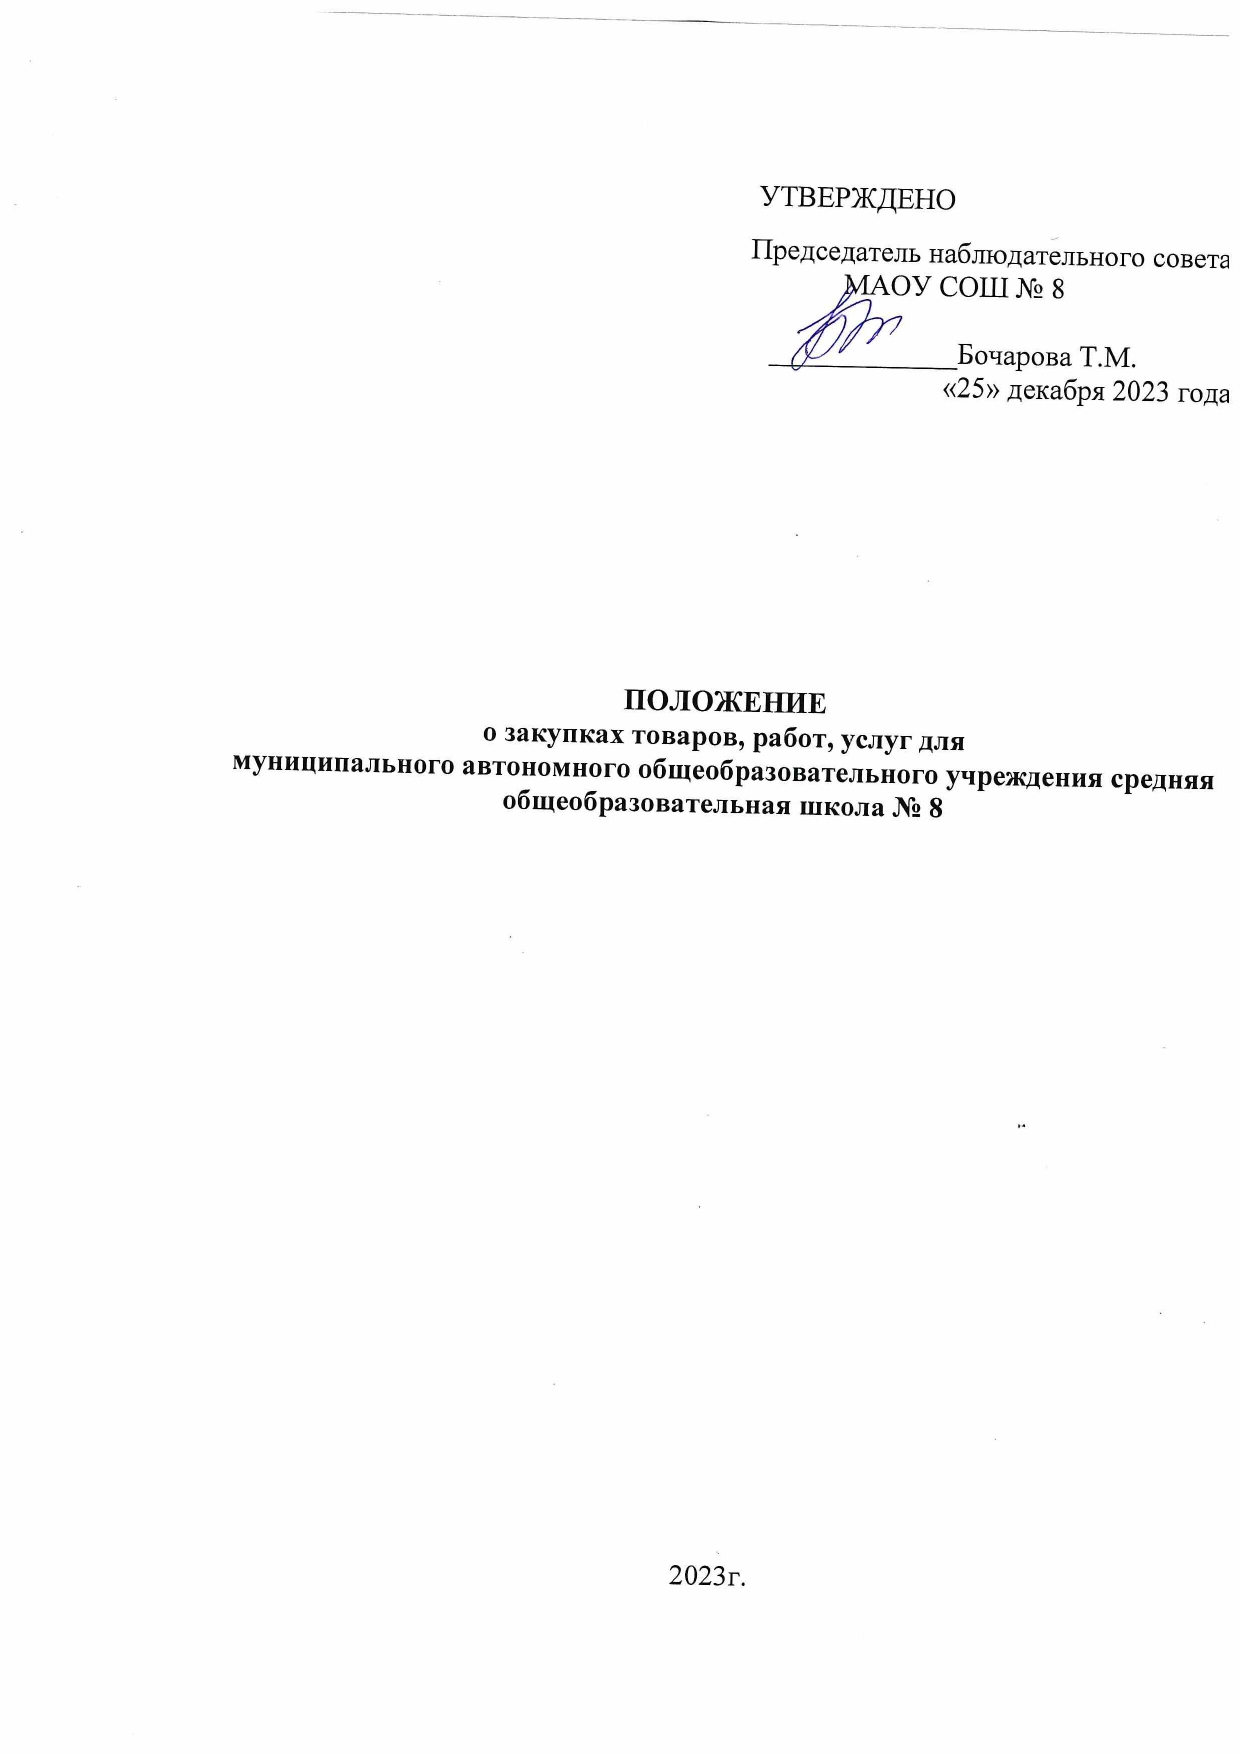 УТВЕРЖДЕНО
Председатель наблюдательного совета
МАОУ СОШ № 8
_____________Бочарова Т.М.
«25» декабря 2023 года
ПОЛОЖЕНИЕ
о закупках товаров, работ, услуг для
муниципального автономного общеобразовательного учреждения средняя
общеобразовательная школа № 8
2023г.